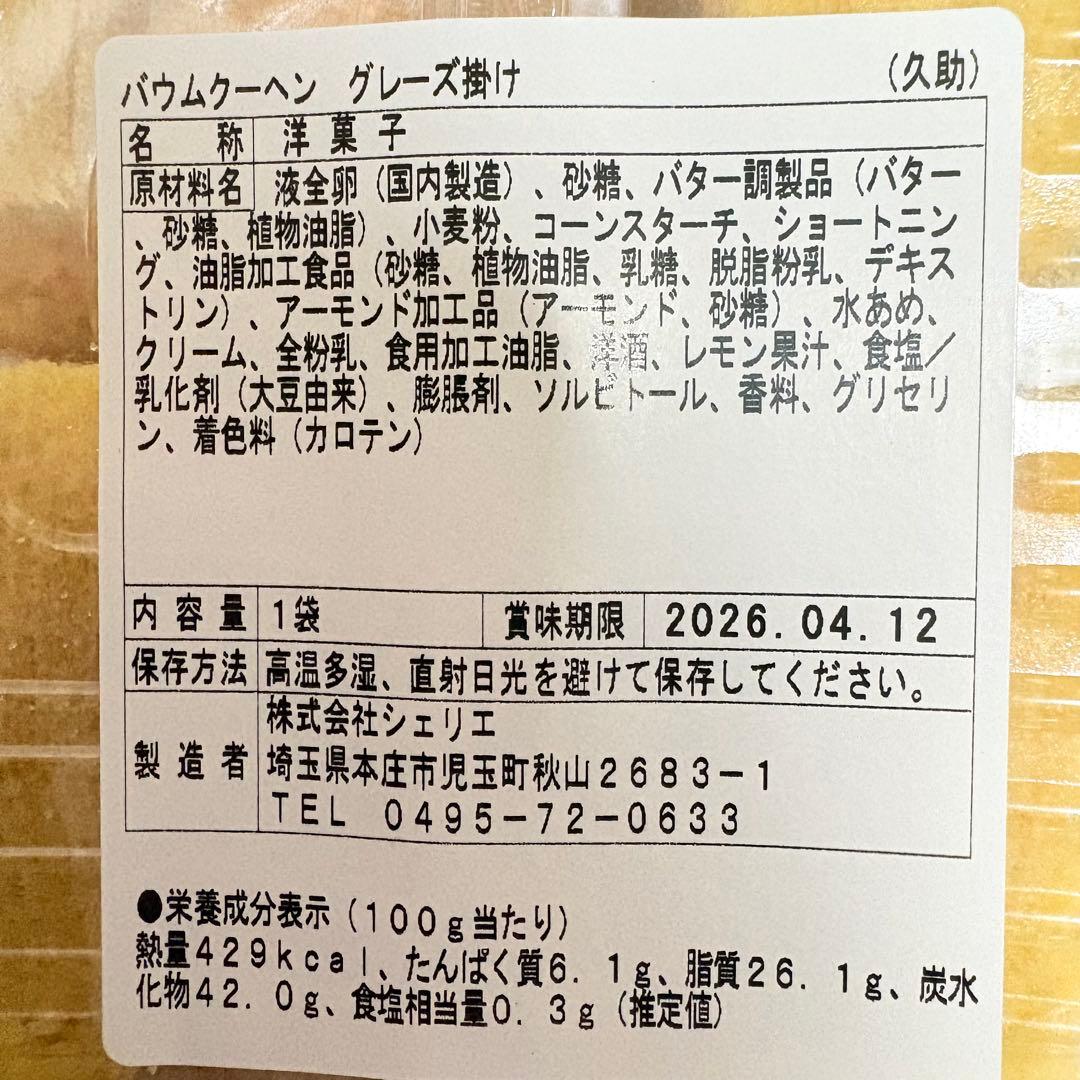 バウムクーヘン　グレーズ掛け　（久助）
名　称　洋菓子
原材料名　液全卵（国内製造）、砂糖、バター調製品（バター
、砂糖、植物油脂）、小麦粉、コーンスターチ、ショートニン
グ、油脂加工食品（砂糖、植物油脂、乳糖、脱脂粉乳、デキス
トリン）、アーモンド加工品（アーモンド、砂糖）、水あめ、
クリーム、全粉乳、食用加工油脂、洋酒、レモン果汁、食塩／
乳化剤（大豆由来）、膨脹剤、ソルビトール、香料、グリセリ
ン、着色料（カロテン）
内容量　1袋　賞味期限　2026.04.12
保存方法　高温多湿、直射日光を避けて保存してください。
株式会社シェリエ
製造者　埼玉県本庄市児玉町秋山２６８３－１
ＴＥＬ　０４９５－７２－０６３３
●栄養成分表示（１００ｇ当たり）
熱量４２９ｋｃａｌ、たんぱく質６．１ｇ、脂質２６．１ｇ、炭水
化物４２．０ｇ、食塩相当量０．３ｇ（推定値）